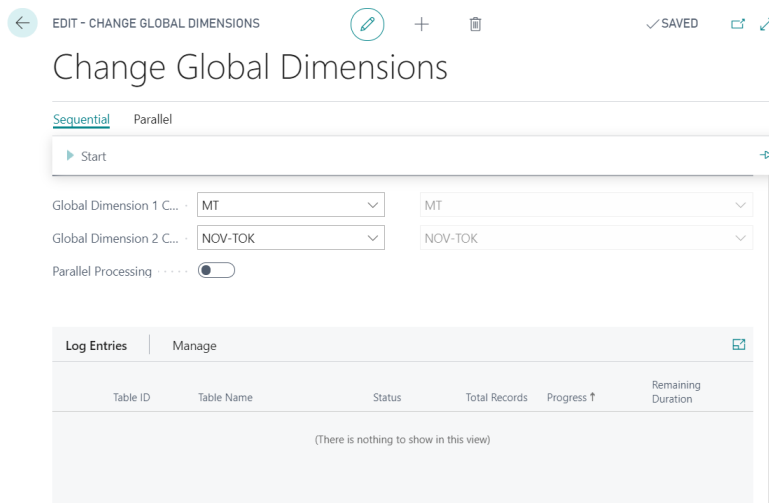 EDIT - CHANGE GLOBAL DIMENSIONS
SAVED
Change Global Dimensions
Sequential Parallel
Start
Global Dimension 1 C... MT MT
Global Dimension 2 C... NOV-TOK NOV-TOK
Parallel Processing
Log Entries Manage
Table ID Table Name Status Total Records Progress ↑ Remaining Duration
(There is nothing to show in this view)